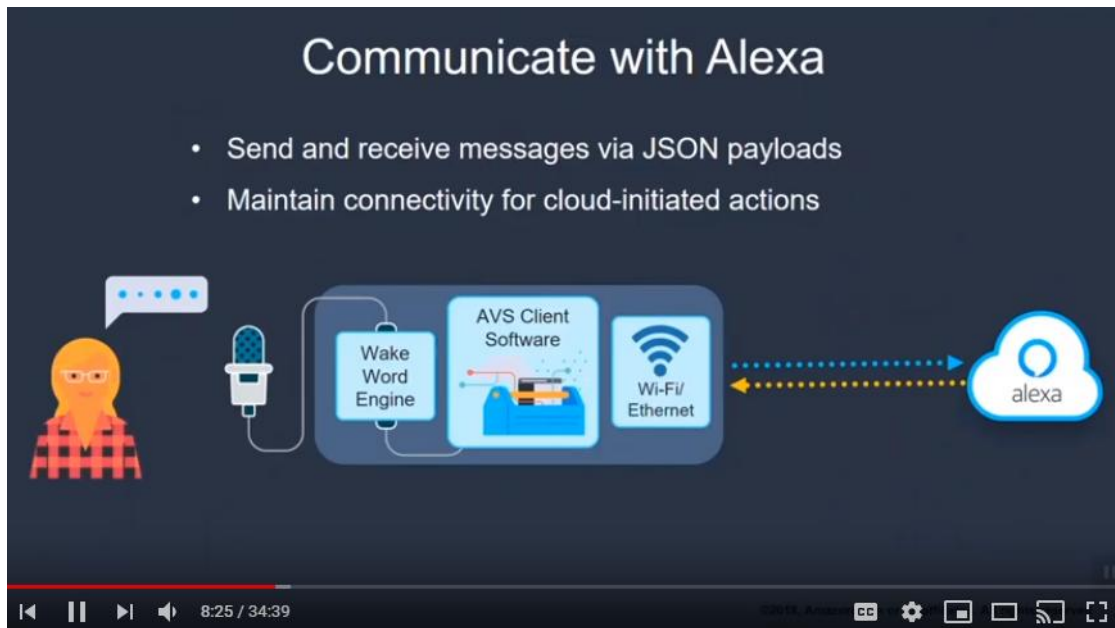 Communicate with Alexa
• Send and receive messages via JSON payloads
• Maintain connectivity for cloud-initiated actions
Wake
Word
Engine
AVS Client
Software
Wi-Fi/
Ethernet
alexa
8:25 / 34:39
CC